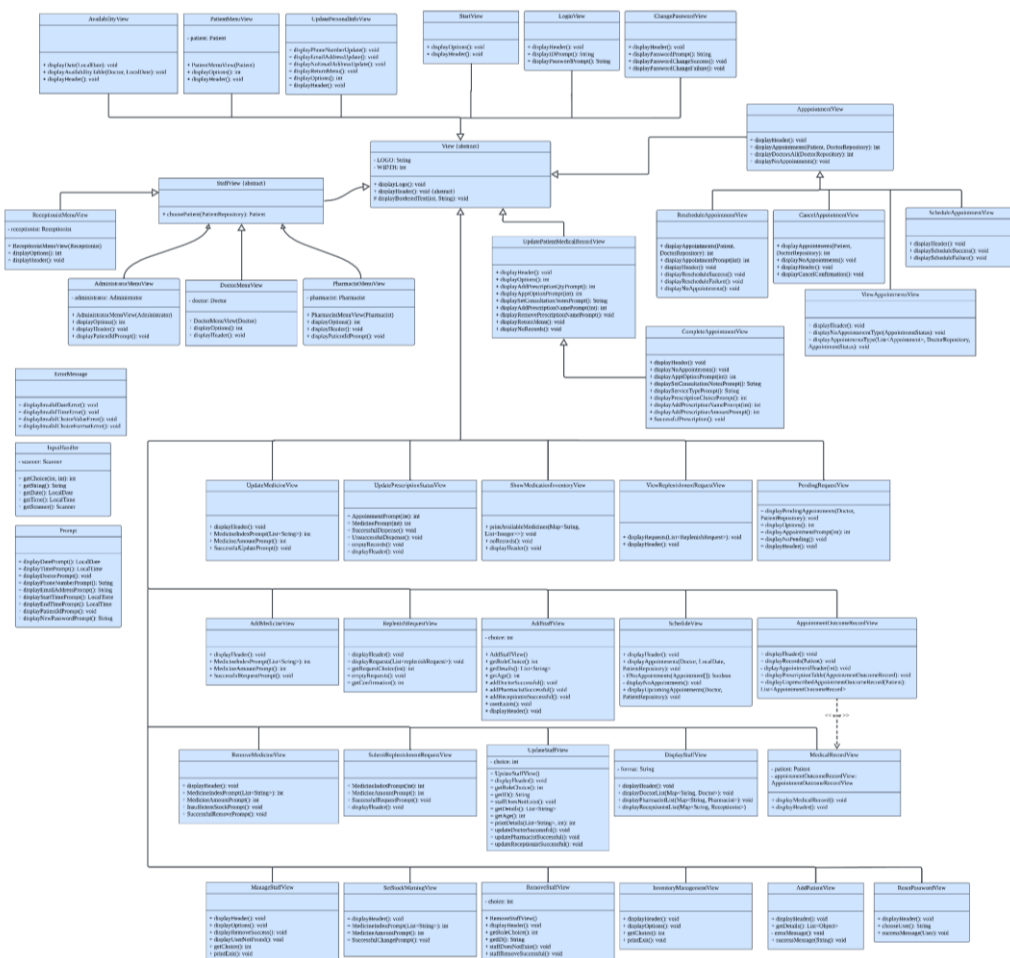 AvailabilityView
+ displayDate(LocalDate): void
+ displayAvailabilityTable(Doctor, LocalDate): void
+ displayHeader(): void
PatientMenuView
- patient: Patient
+ PatientMenuView(Patient)
+ displayOptions(): int
+ displayHeader(): void
UpdatePersonalInfoView
+ displayPhoneNumberUpdate(): void
+ displayEmailAddressUpdate(): void
+ displayNoEmailAddressUpdate(): void
+ displayReturnMenu(): void
+ displayOptions(): int
+ displayHeader(): void
StartView
+ displayOptions(): void
+ displayHeader(): void
LoginView
+ displayHeader(): void
+ displayIDPrompt(): String
+ displayPasswordPrompt(): String
ChangePasswordView
+ displayHeader(): void
+ displayPasswordPrompt(): String
+ displayPasswordChangeSuccess(): void
+ displayPasswordChangeFailure(): void
AppointmentView
+ displayHeader(): void
+ displayAppointments(Patient, DoctorRepository): int
+ displayDoctorsAll(DoctorRepository): int
+ displayNoAppointments(): void
View {abstract}
- LOGO: String
- WIDTH: int
+ displayLogo(): void
+ displayHeader(): void {abstract}
# displayBorderedText(int, String): void
StaffView {abstract}
+ choosePatient(PatientRepository): Patient
ReceptionistMenuView
- receptionist: Receptionist
+ ReceptionistMenuView(Receptionist)
+ displayOptions(): int
+ displayHeader(): void
AdministratorMenuView
- administrator: Administrator
+ AdministratorMenuView(Administrator)
+ displayOptions(): int
+ displayHeader(): void
+ displayPatientIdPrompt(): void
DoctorMenuView
- doctor: Doctor
+ DoctorMenuView(Doctor)
+ displayOptions(): int
+ displayHeader(): void
PharmacistMenuView
- pharmacist: Pharmacist
+ PharmacistMenuView(Pharmacist)
+ displayOptions(): int
+ displayHeader(): void
+ displayPatientIdPrompt(): void
UpdatePatientMedicalRecordView
+ displayHeader(): void
+ displayOptions(): int
+ displayAddPrescriptionQtyPrompt(): int
+ displayApptOptionPrompt(int): int
+ displaySetConsultationNotesPrompt(): String
+ displayAddPrescriptionNamePrompt(): int
+ displayRemovePrescriptionNamePrompt(): int
+ displayReturnMenu(): void
+ displayNoRecords(): void
RescheduleAppointmentView
+ displayAppointments(Patient,
DoctorRepository): int
+ displayAppointmentPrompt(int): int
+ displayHeader(): void
+ displayRescheduleSuccess(): void
+ displayRescheduleFailure(): void
+ displayNoAppointments(): void
CancelAppointmentView
+ displayAppointments(Patient,
DoctorRepository): int
+ displayNoAppointments(): void
+ displayHeader(): void
+ displayCancelConfirmation(): void
ScheduleAppointmentView
+ displayHeader(): void
+ displayScheduleSuccess(): void
+ displayScheduleFailure(): void
ViewAppointmentView
+ displayHeader(): void
+ displayNoAppointmentType(AppointmentStatus): void
+ displayAppointmentType(List<Appointment>, DoctorRepository,
AppointmentStatus): void
CompleteAppointmentView
+ displayHeader(): void
+ displayNoAppointments(): void
+ displayApptOptionPrompt(int): int
+ displaySetConsultationNotesPrompt(): String
+ displayServiceTypePrompt(): String
+ displayPrescriptionChoicePrompt(): int
+ displayAddPrescriptionNamePrompt(int): int
+ displayAddPrescriptionAmountPrompt(): int
+ SuccessfulPrescription(): void
ErrorMessage
+ displayInvalidDateError(): void
+ displayInvalidTimeError(): void
+ displayInvalidChoiceValueError(): void
+ displayInvalidChoiceFormatError(): void
InputHandler
- scanner: Scanner
+ getChoice(int, int): int
+ getString(): String
+ getDate(): LocalDate
+ getTime(): LocalTime
+ getScanner(): Scanner
Prompt
+ displayDatePrompt(): LocalDate
+ displayTimePrompt(): LocalTime
+ displayDoctorPrompt(): void
+ displayPhoneNumberPrompt(): String
+ displayEmailAddressPrompt(): String
+ displayStartTimePrompt(): LocalTime
+ displayEndTimePrompt(): LocalTime
+ displayPatientIdPrompt(): void
+ displayNewPasswordPrompt(): String
UpdateMedicineView
+ displayHeader(): void
+ MedicineIndexPrompt(List<String>): int
+ MedicineAmountPrompt(): int
+ SuccessfulUpdatePrompt(): void
UpdatePrescriptionStatusView
+ AppointmentPrompt(int): int
+ MedicinePrompt(int): int
+ SuccessfulDispense(): void
+ UnsuccessfulDispense(): void
+ emptyRecords(): void
+ displayHeader(): void
ShowMedicationInventoryView
+ printAvailableMedicines(Map<String,
List<Integer>>): void
+ noRecords(): void
+ displayHeader(): void
ViewReplenishmentRequestView
+ displayRequests(List<ReplenishRequest>): void
PendingRequestView
+ displayPendingAppointments(Doctor,
PatientRepository): void
+ displayOptions(): int
+ displayAppointmentPrompt(int): int
+ displayNoPending(): void
+ displayHeader(): void
AddMedicineView
+ displayHeader(): void
+ MedicineIndexPrompt(List<String>): int
+ MedicineAmountPrompt(): int
+ SuccessfulRequestPrompt(): void
ReplenishRequestView
+ displayHeader(): void
+ displayRequests(List<replenishRequest>): void
+ getRequestChoice(int): int
+ emptyRequests(): void
+ getConfirmation(): int
AddStaffView
- choice: int
+ AddStaffView()
+ getRoleChoice(): int
+ getDetails(): List<String>
+ getAge(): int
+ addDoctorSuccessful(): void
+ addPharmacistSuccessful(): void
+ addReceptionistSuccessful(): void
+ userExists(): void
+ displayHeader(): void
ScheduleView
+ displayHeader(): void
+ displayAppointments(Doctor, LocalDate,
PatientRepository): void
+ ifNoAppointments(Appointment[]): boolean
+ displayNoAppointments(): void
+ displayUpcomingAppointments(Doctor,
PatientRepository): void
AppointmentOutcomeRecordView
+ displayHeader(): void
+ displayRecords(Patient): void
+ displayAppointmentHeader(int): void
+ displayPrescriptionTable(AppointmentOutcomeRecord): void
+ displayUnprescribedAppointmentOutcomeRecord(Patient):
List<AppointmentOutcomeRecord>
<< use >>
RemoveMedicineView
+ displayHeader(): void
+ MedicineIndexPrompt(List<String>): int
+ MedicineAmountPrompt(): int
+ InsufficientStockPrompt(): void
+ SuccessfulRemovePrompt(): void
SubmitReplenishmentRequestView
+ MedicineIndexPrompt(int): int
+ MedicineAmountPrompt(): int
+ SuccessfulRequestPrompt(): void
+ displayHeader(): void
UpdateStaffView
- choice: int
+ UpdateStaffView()
+ displayHeader(): void
+ getRoleChoice(): int
+ getID(): String
+ staffDoesNotExist(): void
+ getDetails(): List<String>
+ getAge(): int
+ printDetails(List<String>, int): void
+ updateDoctorSuccessful(): void
+ updatePharmacistSuccessful(): void
+ updateReceptionistSuccessful(): void
DisplayStaffView
- format: String
+ displayHeader(): void
+ displayDoctorList(Map<String, Doctor>): void
+ displayPharmacistList(Map<String, Pharmacist>): void
+ displayReceptionistList(Map<String, Receptionist>)
MedicalRecordView
- patient: Patient
- appointmentOutcomeRecordView:
AppointmentOutcomeRecordView
+ displayMedicalRecord(): void
+ displayHeader(): void
ManageStaffView
+ displayHeader(): void
+ displayOptions(): void
+ displayRemoveSuccess(): void
+ displayUserNotFound(): void
+ getChoice(): int
+ printExit(): void
SetStockWarningView
+ displayHeader(): void
+ MedicineIndexPrompt(List<String>): int
+ MedicineAmountPrompt(): int
+ SuccessfulChangePrompt(): void
RemoveStaffView
- choice: int
+ RemoveStaffView()
+ displayHeader(): void
+ getRoleChoice(): int
+ getID(): String
+ staffDoesNotExist(): void
+ staffRemoveSuccessful(): void
InventoryManagementView
+ displayHeader(): void
+ displayOptions(): void
+ getChoice(): int
+ printExit(): void
AddPatientView
+ displayHeader(): void
+ getDetails(): List<Object>
+ errorMessage(): void
+ successMessage(String): void
ResetPasswordView
+ displayHeader(): void
+ chooseUser(): String
+ successMessage(User): void